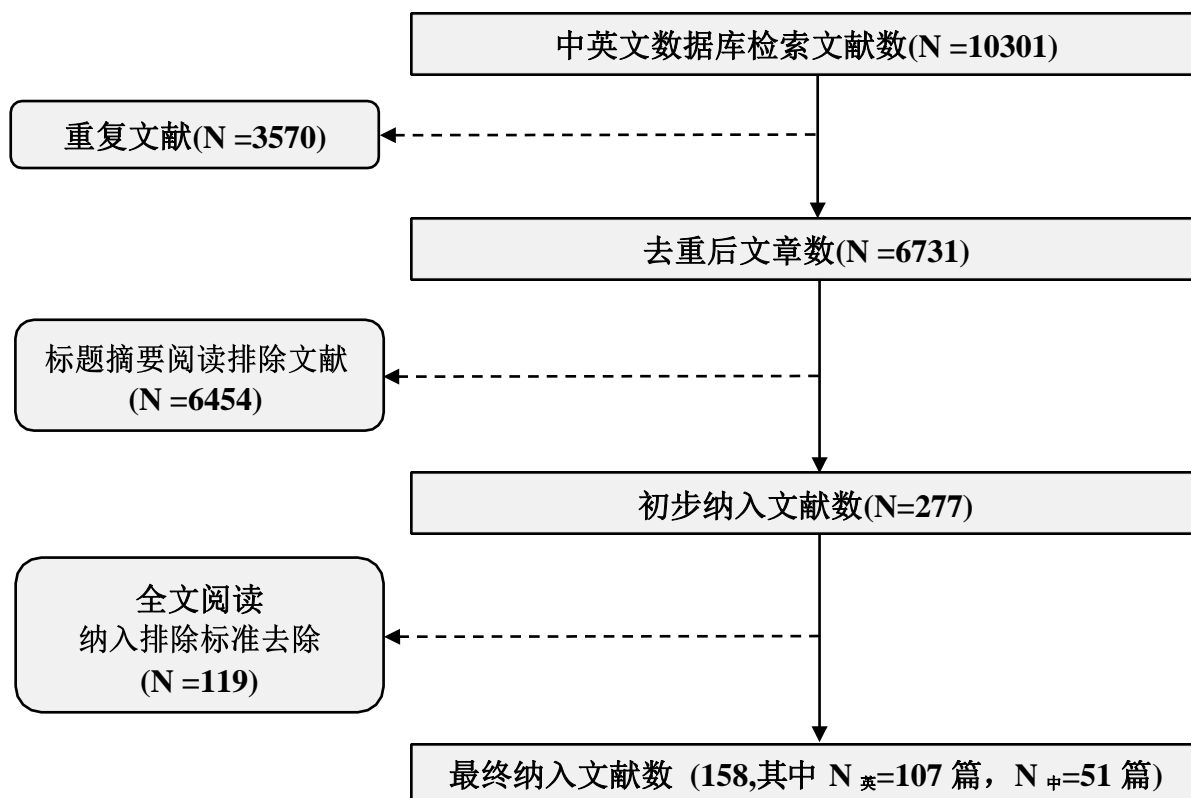 中英文数据库检索文献数(N =10301)
重复文献(N =3570)
去重后文章数(N =6731)
标题摘要阅读排除文献
(N =6454)
初步纳入文献数(N=277)
全文阅读
纳入排除标准去除
(N =119)
最终纳入文献数 (158,其中 N 英=107 篇，N 中=51 篇)